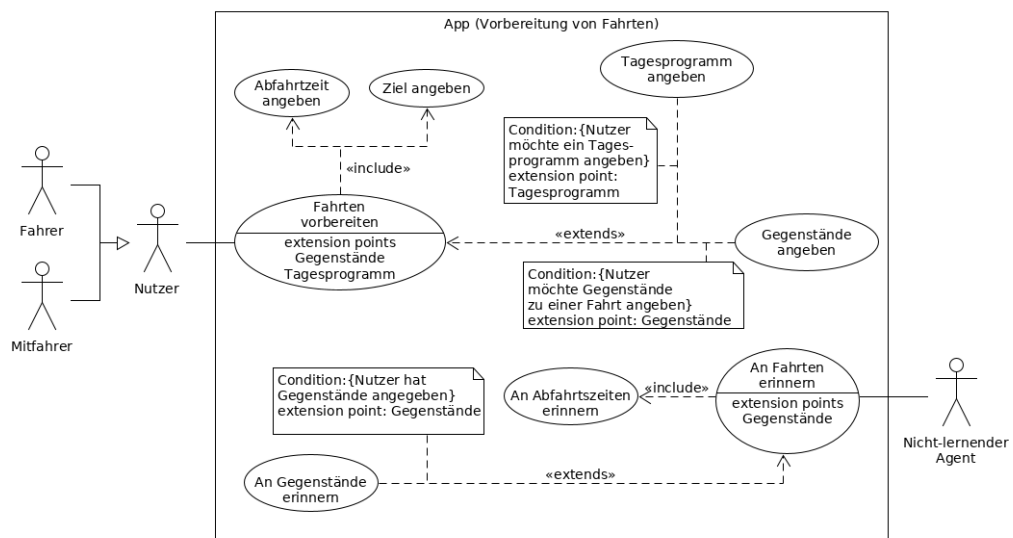 App (Vorbereitung von Fahrten)
Tagesprogramm
angeben
Abfahrtzeit
angeben
Ziel angeben
Condition:{Nutzer
möchte ein Tages-
programm angeben}
extension point:
Tagesprogramm
«include»
Fahrer
Fahrten
vorbereiten
extension points
Gegenstände
Tagesprogramm
«extends»
Gegenstände
angeben
Nutzer
Mitfahrer
Condition:{Nutzer
möchte Gegenstände
zu einer Fahrt angeben}
extension point: Gegenstände
Condition:{Nutzer hat
Gegenstände angegeben}
extension point: Gegenstände
An Abfahrtszeiten
erinnern
«include»
An Fahrten
erinnern
extension points
Gegenstände
Nicht-lernender
Agent
An Gegenstände
erinnern
«extends»